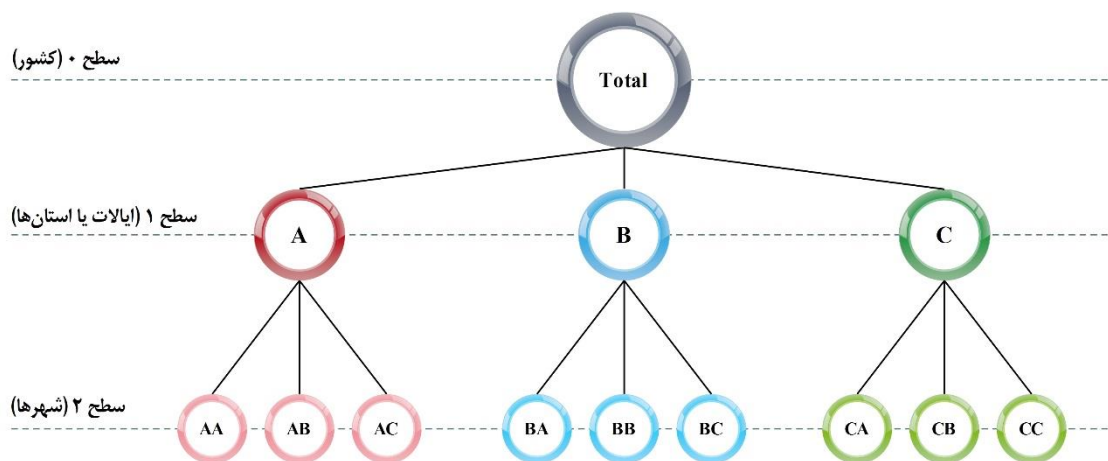 سطح ۰ (کشور)
Total
سطح ۱ (ایالات یا استان‌ها)
A
B
C
سطح ۲ (شهرها)
AA
AB
AC
BA
BB
BC
CA
CB
CC